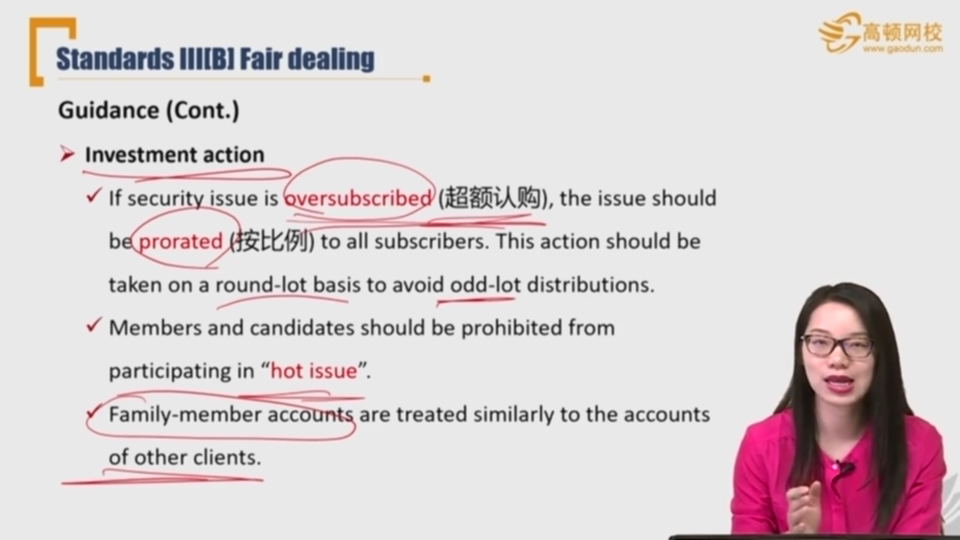 Standards III[B] Fair dealing
高顿网校
www.gaodun.com
Guidance (Cont.)
Investment action
If security issue is oversubscribed (超额认购), the issue should
be prorated (按比例) to all subscribers. This action should be
taken on a round-lot basis to avoid odd-lot distributions.
Members and candidates should be prohibited from
participating in “hot issue”.
Family-member accounts are treated similarly to the accounts
of other clients.